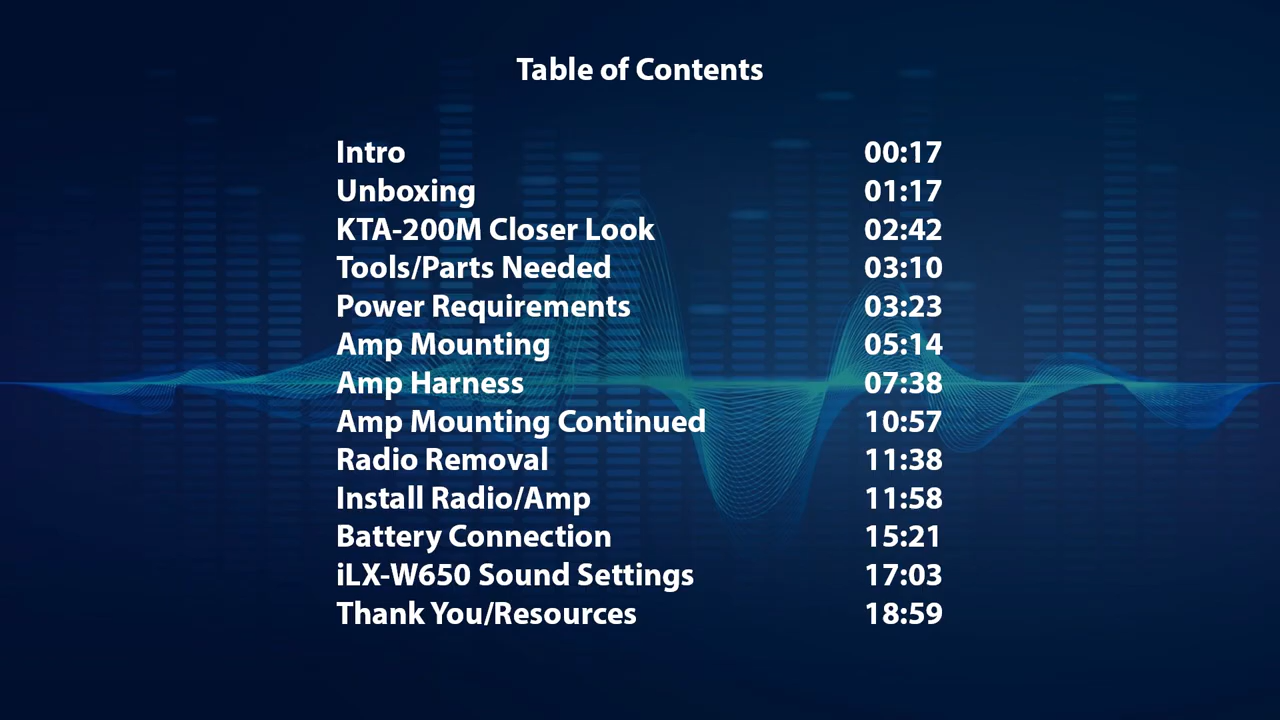 Table of Contents
Intro 00:17
Unboxing 01:17
KTA-200M Closer Look 02:42
Tools/Parts Needed 03:10
Power Requirements 03:23
Amp Mounting 05:14
Amp Harness 07:38
Amp Mounting Continued 10:57
Radio Removal 11:38
Install Radio/Amp 11:58
Battery Connection 15:21
iLX-W650 Sound Settings 17:03
Thank You/Resources 18:59